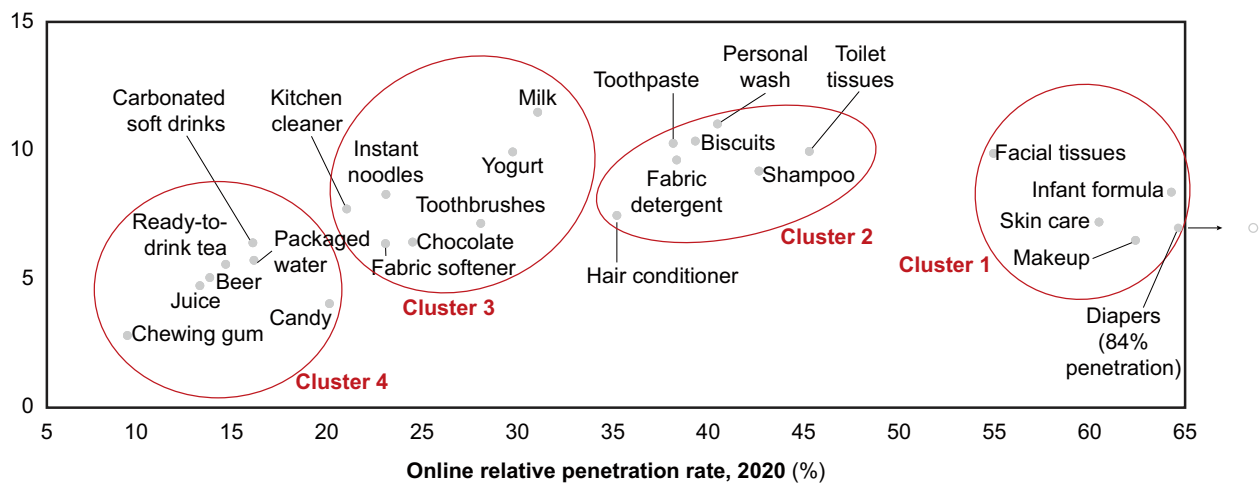 15
10
5
0
Carbonated
soft drinks
Kitchen
cleaner
Instant
noodles
Milk
Yogurt
Toothbrushes
Chocolate
Fabric softener
Cluster 3
Ready-to-
drink tea
Packaged
water
Beer
Juice
Chewing gum
Candy
Cluster 4
Toothpaste
Personal
wash
Toilet
tissues
Biscuits
Shampoo
Fabric
detergent
Hair conditioner
Cluster 2
Facial tissues
Infant formula
Skin care
Makeup
Cluster 1
Diapers
(84%
penetration)
5
10
15
20
25
30
35
40
45
50
55
60
65
Online relative penetration rate, 2020 (%)